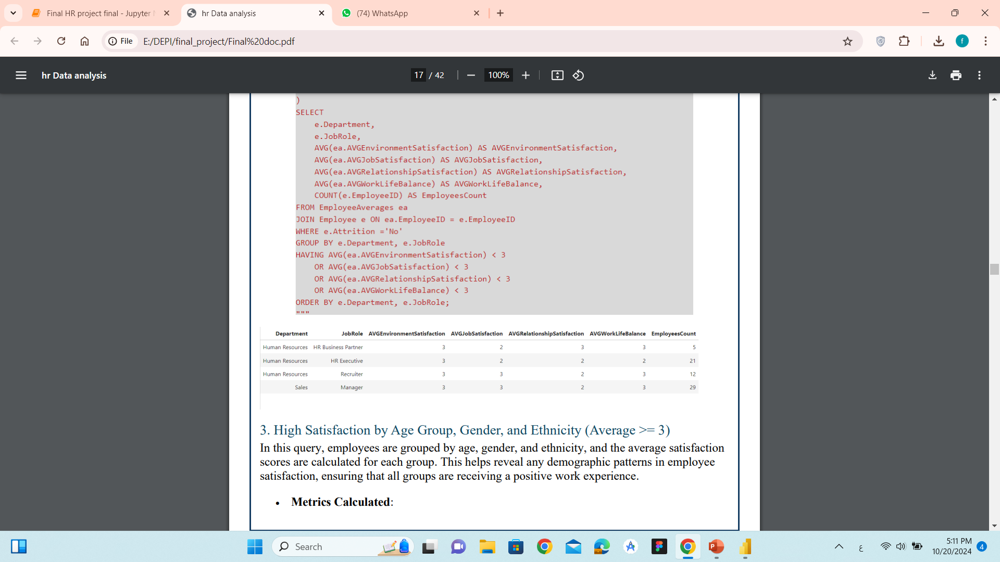 Final HR project final - Jupyter N
hr Data analysis
(74) WhatsApp
File
E:/DEPI/final_project/Final%20doc.pdf
f
hr Data analysis
17 / 42
100%
)
SELECT
e.Department,
e.JobRole,
AVG(ea.AVGEnvironmentSatisfaction) AS AVGEnvironmentSatisfaction,
AVG(ea.AVGJobSatisfaction) AS AVGJobSatisfaction,
AVG(ea.AVGRelationshipSatisfaction) AS AVGRelationshipSatisfaction,
AVG(ea.AVGWorkLifeBalance) AS AVGWorkLifeBalance,
COUNT(e.EmployeeID) AS EmployeesCount
FROM EmployeeAverages ea
JOIN Employee e ON ea.EmployeeID = e.EmployeeID
WHERE e.Attrition ='No'
GROUP BY e.Department, e.JobRole
HAVING AVG(ea.AVGEnvironmentSatisfaction) < 3
OR AVG(ea.AVGJobSatisfaction) < 3
OR AVG(ea.AVGRelationshipSatisfaction) < 3
OR AVG(ea.AVGWorkLifeBalance) < 3
ORDER BY e.Department, e.JobRole;
"""
Department JobRole AVGEnvironmentSatisfaction AVGJobSatisfaction AVGRelationshipSatisfaction AVGWorkLifeBalance EmployeesCount
Human Resources HR Business Partner 3 2 3 3 5
Human Resources HR Executive 3 2 2 2 21
Human Resources Recruiter 3 3 2 3 12
Sales Manager 3 3 2 3 29
3. High Satisfaction by Age Group, Gender, and Ethnicity (Average >= 3)
In this query, employees are grouped by age, gender, and ethnicity, and the average satisfaction
scores are calculated for each group. This helps reveal any demographic patterns in employee
satisfaction, ensuring that all groups are receiving a positive work experience.
• Metrics Calculated:
Search
ع
5:11 PM
10/20/2024
4